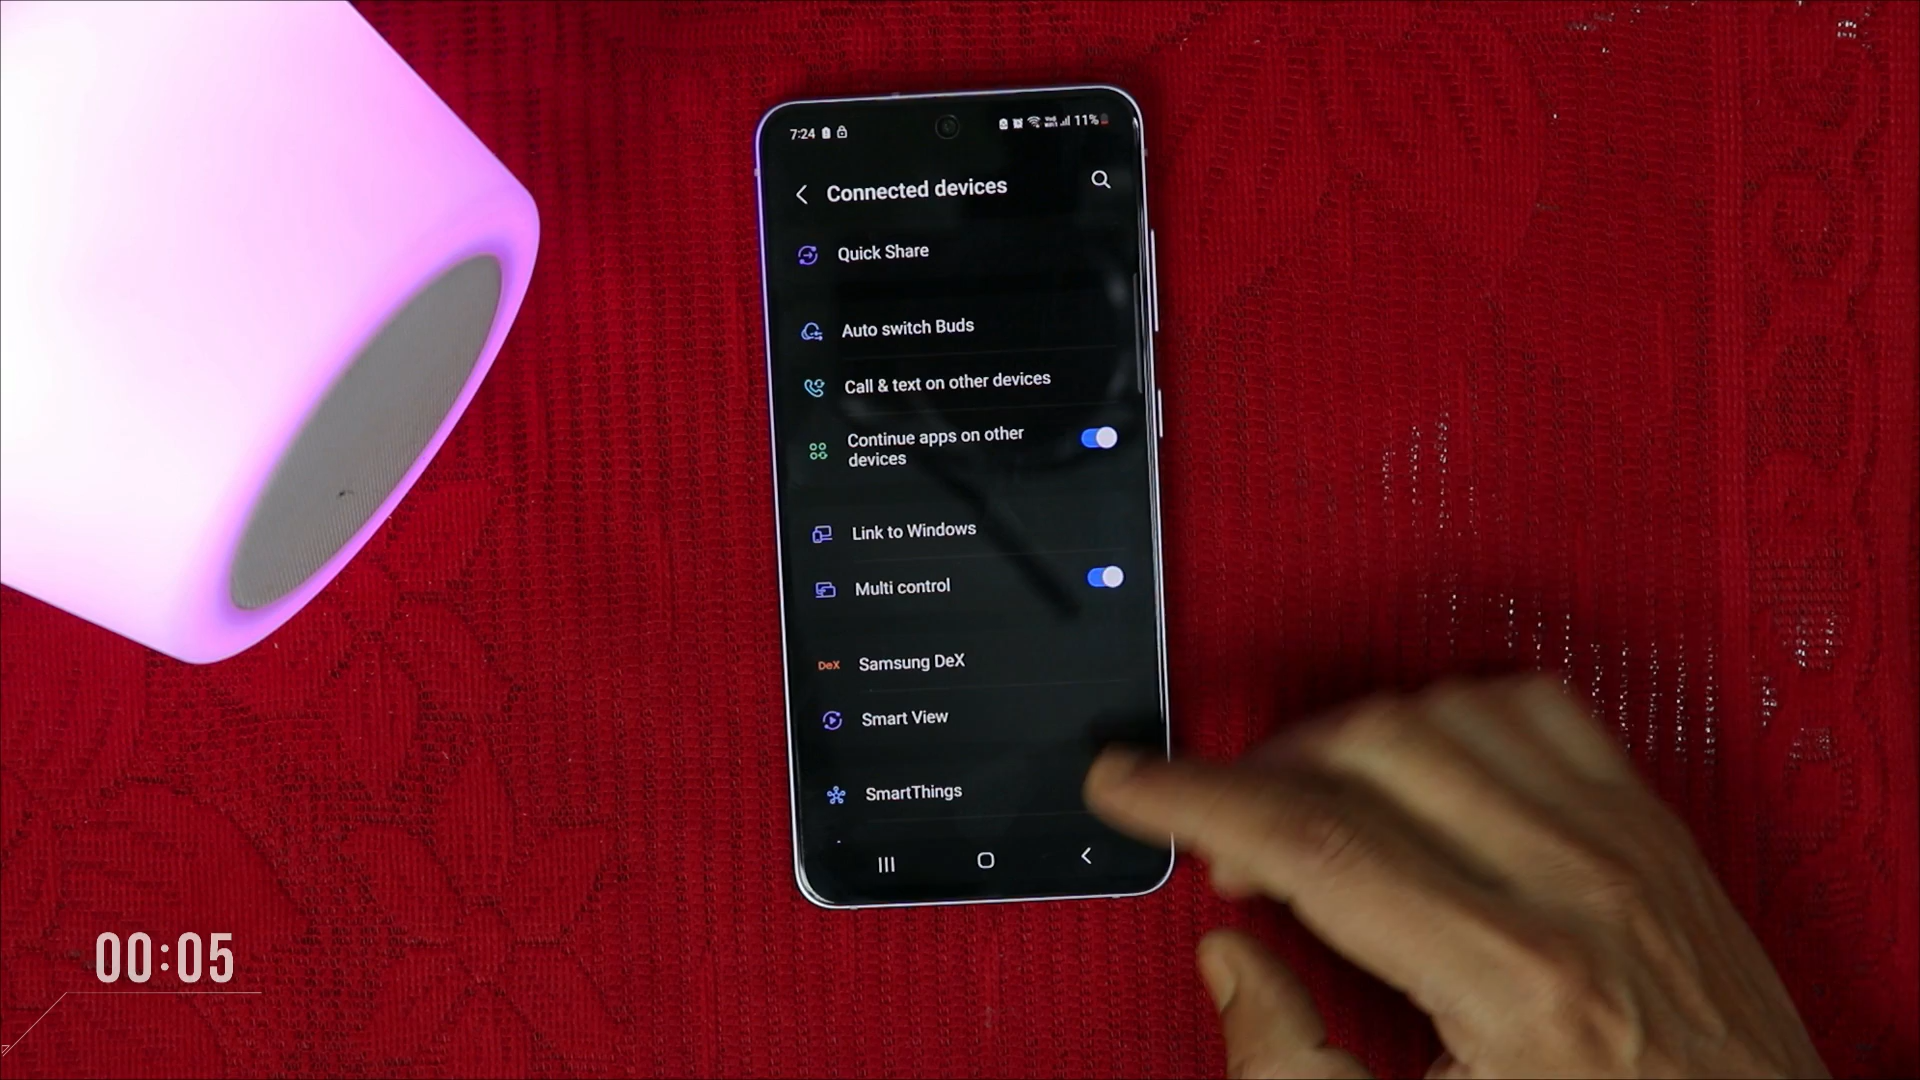 7:24
11%
Connected devices
Quick Share
Auto switch Buds
Call & text on other devices
Continue apps on other
devices
Link to Windows
Multi control
DeX Samsung DeX
Smart View
SmartThings
00:05